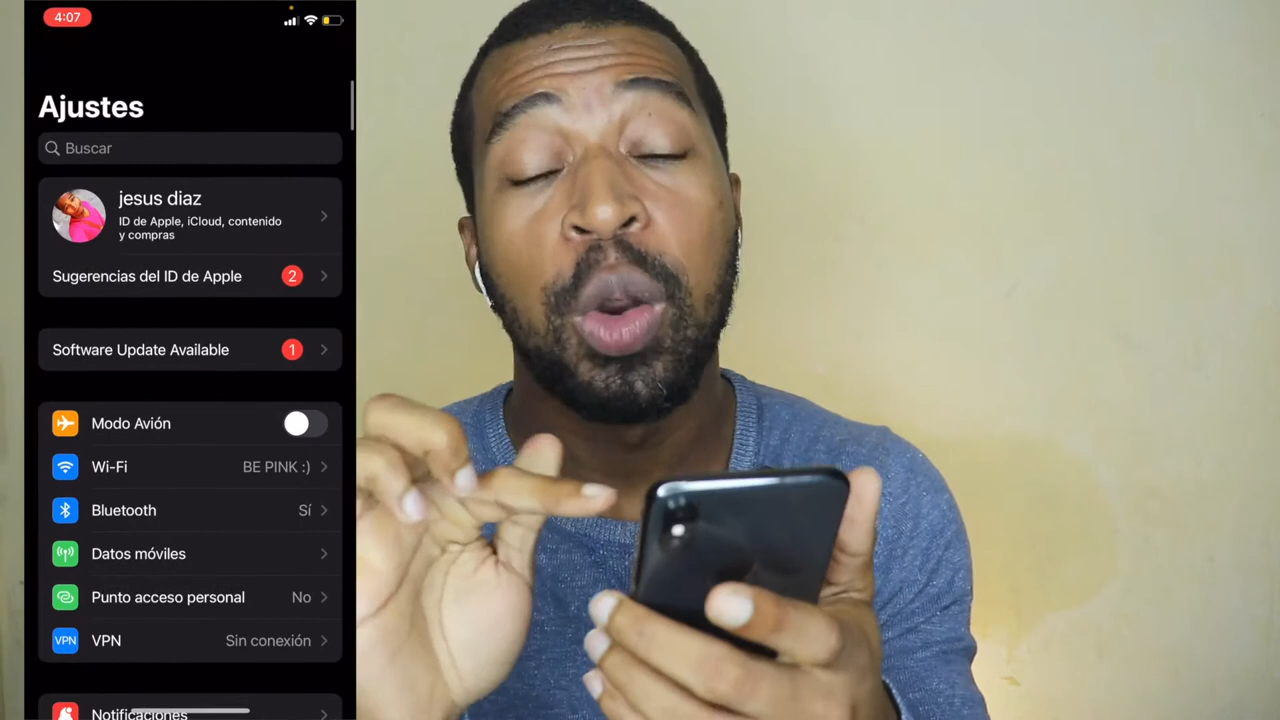 4:07
Ajustes
Buscar
jesus diaz
ID de Apple, iCloud, contenido
y compras
Sugerencias del ID de Apple
2
Software Update Available
1
Modo Avión
Wi-Fi
BE PINK :)
Bluetooth
Sí
Datos móviles
Punto acceso personal
No
VPN
VPN
Sin conexión
Notificaciones